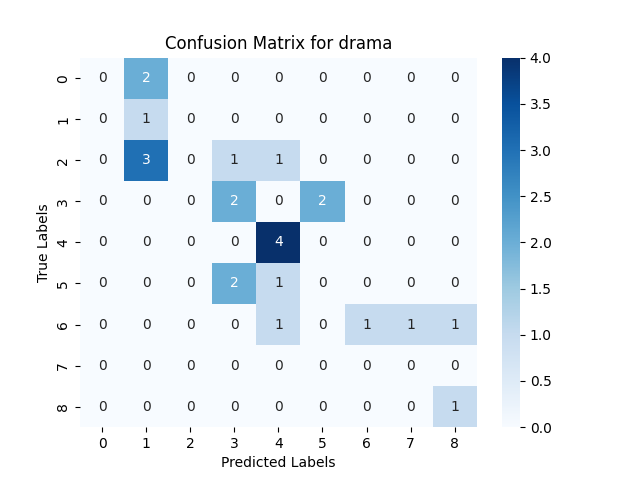 Confusion Matrix for drama
0 0 2 0 0 0 0 0 0 0
1 0 1 0 0 0 0 0 0 0
2 0 3 0 1 1 0 0 0 0
3 0 0 0 2 0 2 0 0 0
4 0 0 0 0 4 0 0 0 0
5 0 0 0 2 1 0 0 0 0
6 0 0 0 0 1 0 1 1 1
7 0 0 0 0 0 0 0 0 0
8 0 0 0 0 0 0 0 0 1
0 1 2 3 4 5 6 7 8
Predicted Labels
True Labels
4.0
3.5
3.0
2.5
2.0
1.5
1.0
0.5
0.0